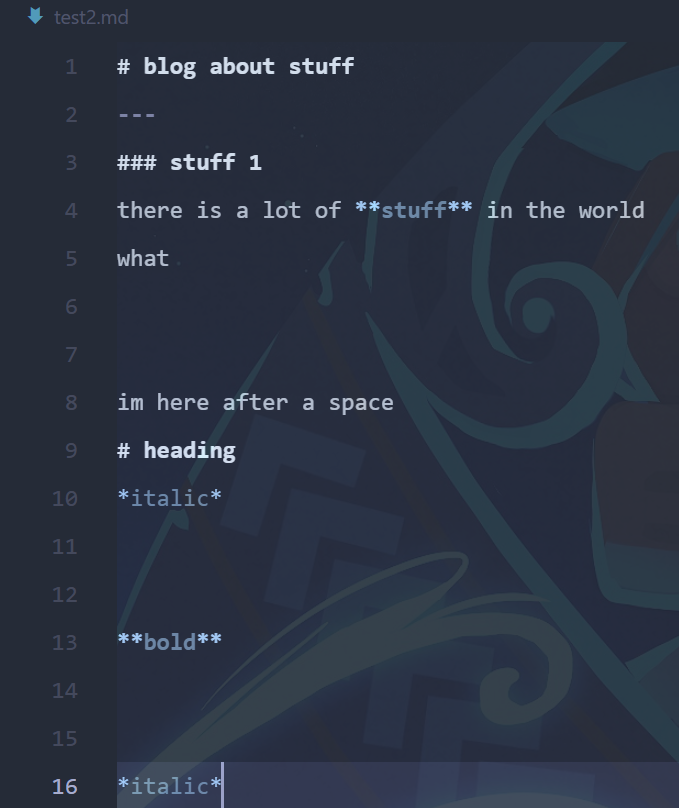 test2.md
1 # blog about stuff
2 ---
3 ### stuff 1
4 there is a lot of **stuff** in the world
5 what
6
7
8 im here after a space
9 # heading
10 *italic*
11
12
13 **bold**
14
15
16 *italic*